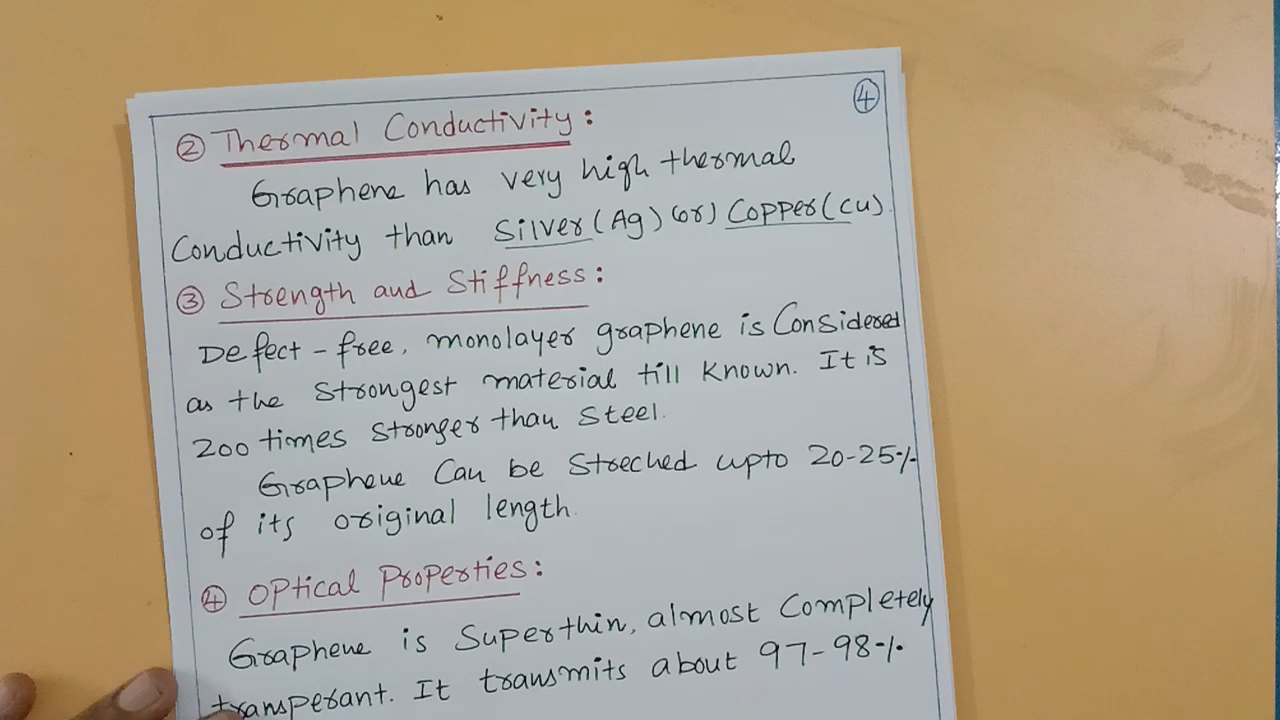 ④
② Thermal Conductivity:
Graphene has very high thermal
Conductivity than Silver(Ag) (or) Copper(Cu).
③ Strength and Stiffness:
Defect-free, monolayer graphene is Considered
as the Strongest material till Known. It is
200 times Stronger than Steel.
Graphene Can be Streched upto 20-25%
of its original length.
④ Optical Properties:
Graphene is Superthin, almost Completely
transperant. It transmits about 97-98%